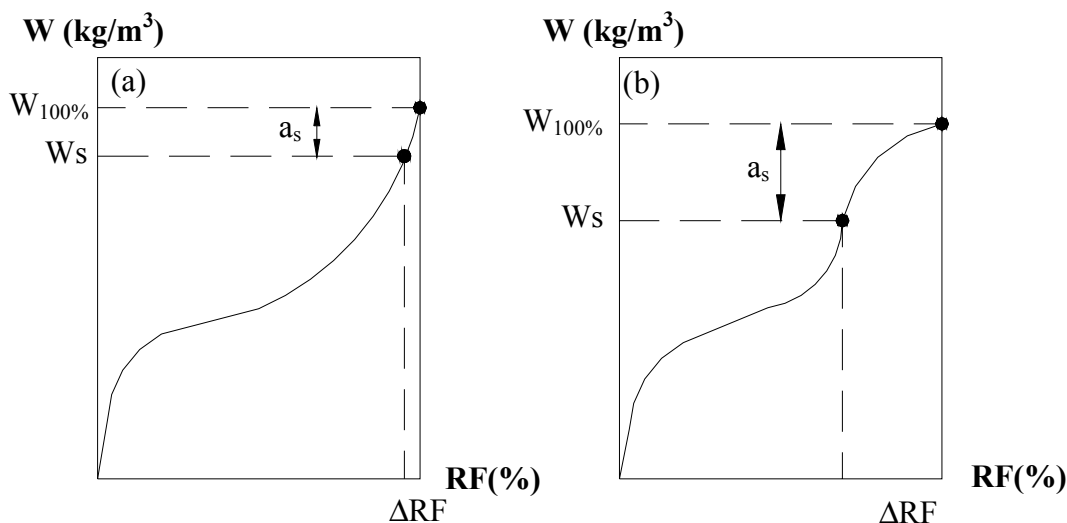 W (kg/m³)
(a)
W100%
as
Ws
RF(%)
ΔRF
W (kg/m³)
(b)
W100%
as
Ws
RF(%)
ΔRF